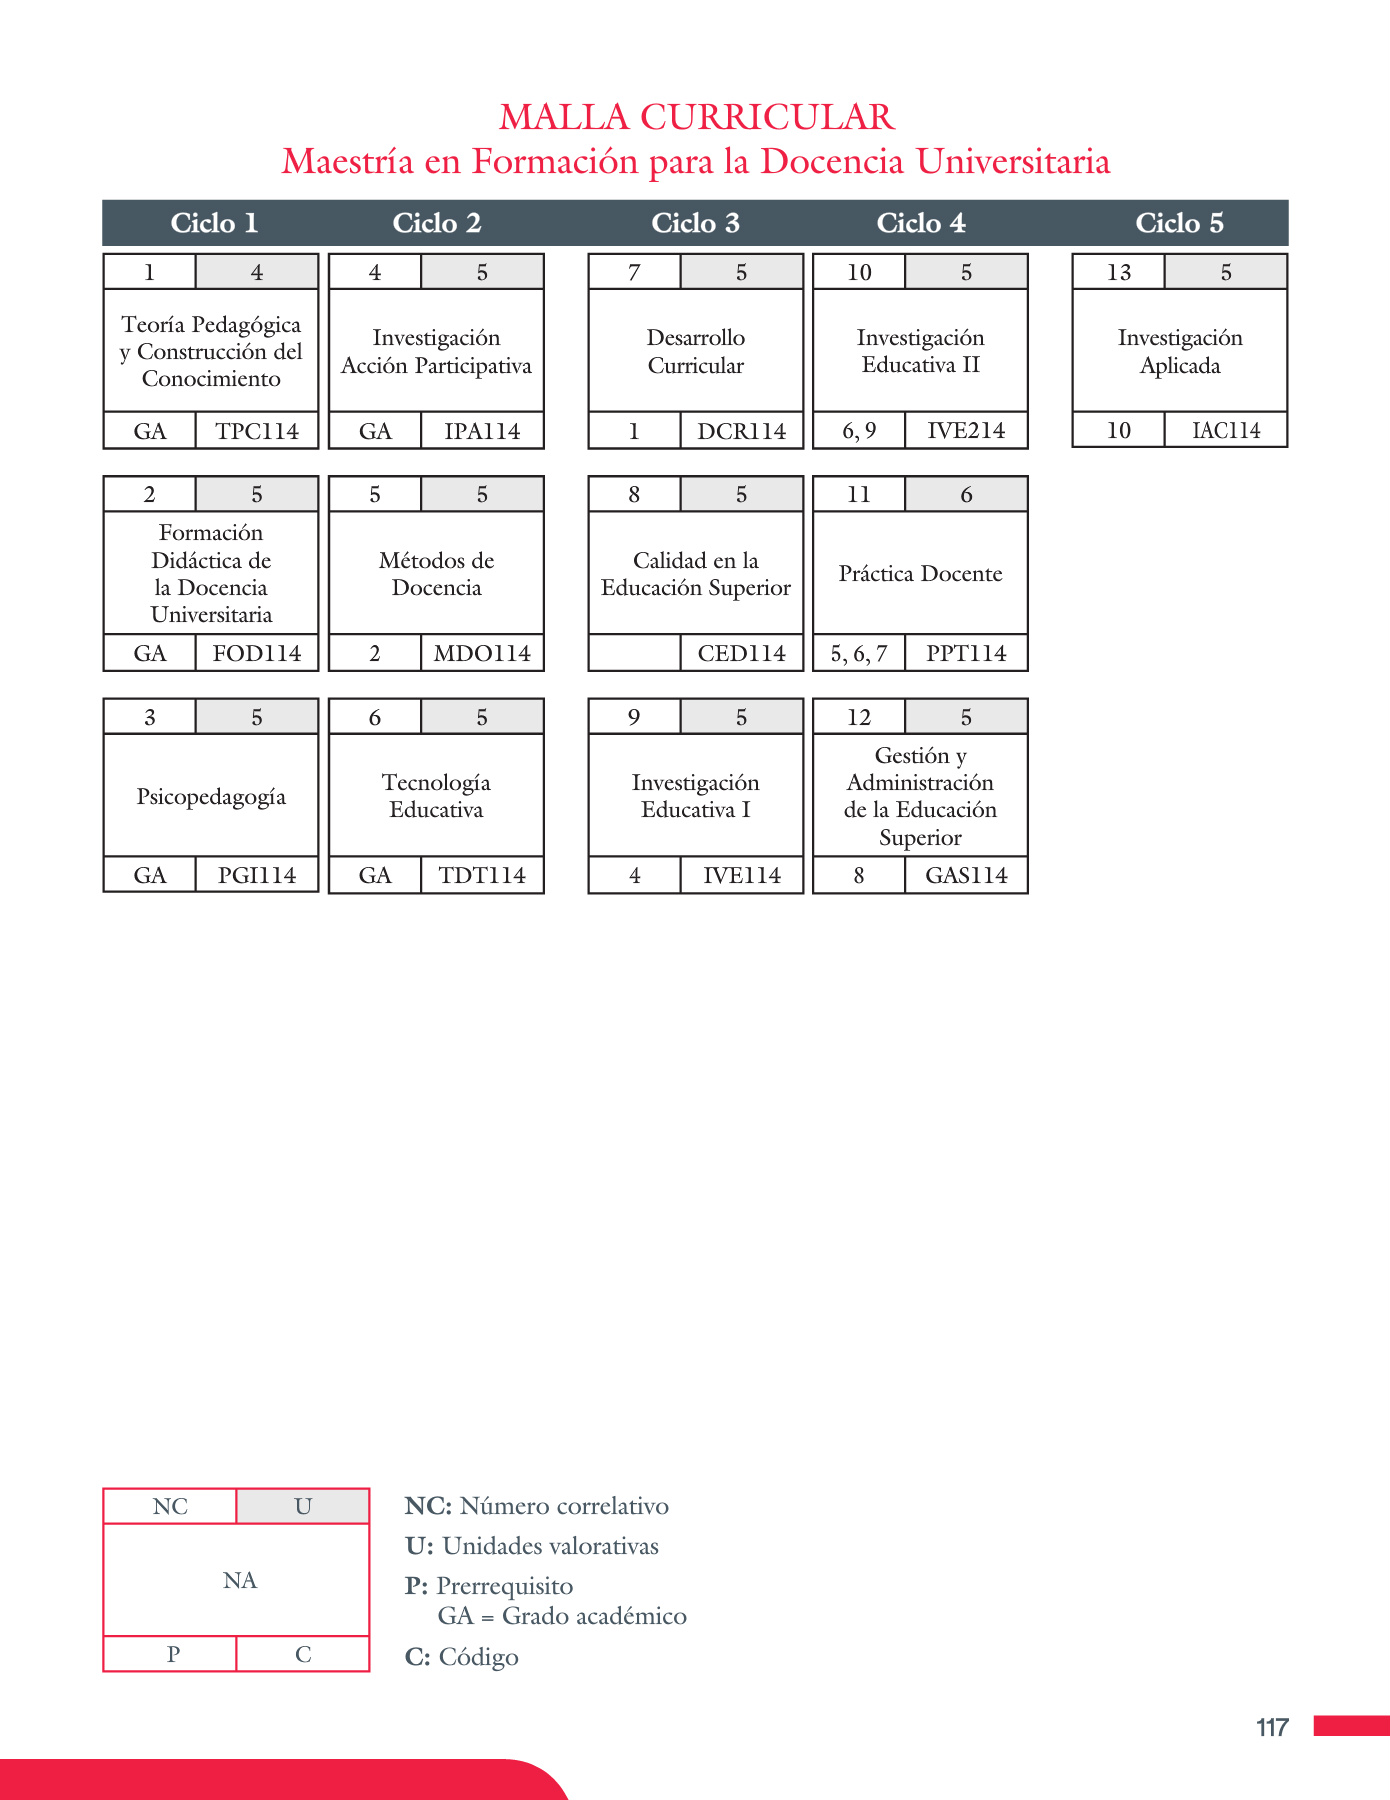 MALLA CURRICULAR
Maestría en Formación para la Docencia Universitaria
Ciclo 1 Ciclo 2 Ciclo 3 Ciclo 4 Ciclo 5
1 4
Teoría Pedagógica
y Construcción del
Conocimiento
GA TPC114
4 5
Investigación
Acción Participativa
GA IPA114
7 5
Desarrollo
Curricular
1 DCR114
10 5
Investigación
Educativa II
6, 9 IVE214
13 5
Investigación
Aplicada
10 IAC114
2 5
Formación
Didáctica de
la Docencia
Universitaria
GA FOD114
5 5
Métodos de
Docencia
2 MDO114
8 5
Calidad en la
Educación Superior
CED114
11 6
Práctica Docente
5, 6, 7 PPT114
3 5
Psicopedagogía
GA PGI114
6 5
Tecnología
Educativa
GA TDT114
9 5
Investigación
Educativa I
4 IVE114
12 5
Gestión y
Administración
de la Educación
Superior
8 GAS114
NC U
NA
P C
NC: Número correlativo
U: Unidades valorativas
P: Prerrequisito
GA = Grado académico
C: Código
117